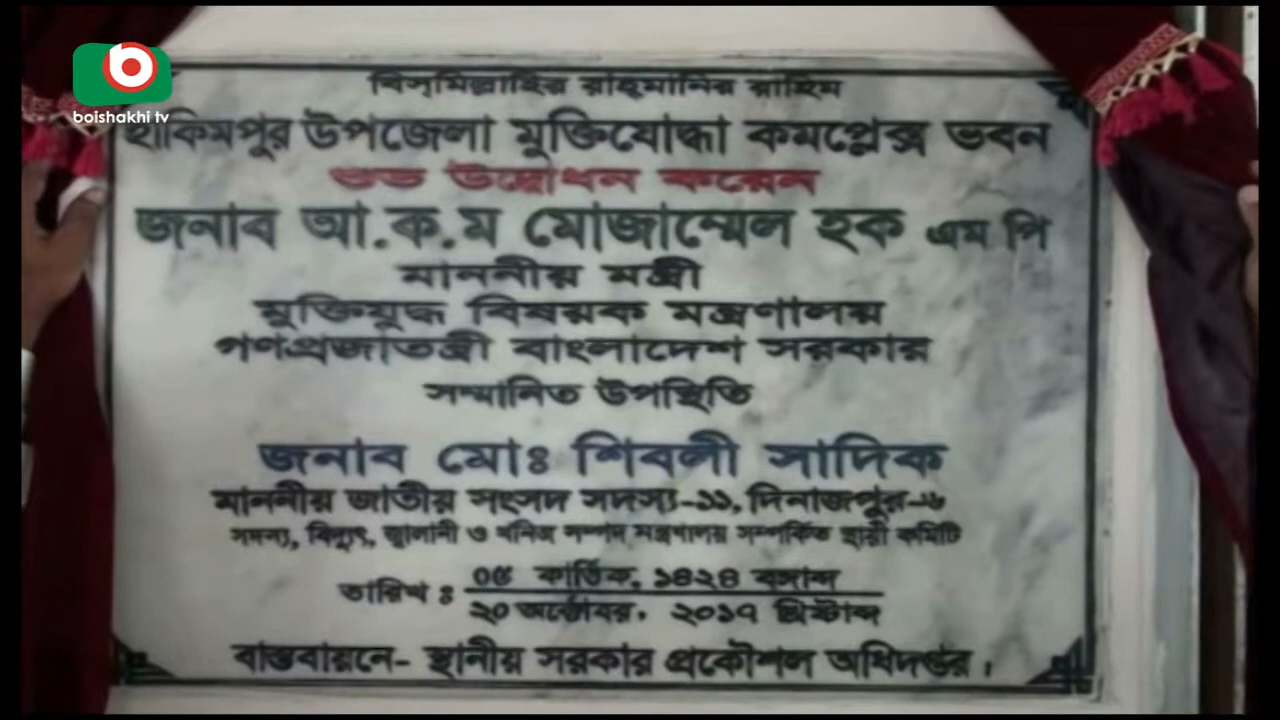 boishakhi tv
বিস্‌মিল্লাহির রাহ্‌মানির রাহিম
হাকিমপুর উপজেলা মুক্তিযোদ্ধা কমপ্লেক্স ভবন
শুভ উদ্বোধন করেন
জনাব আ.ক.ম মোজাম্মেল হক এম পি
মাননীয় মন্ত্রী
মুক্তিযুদ্ধ বিষয়ক মন্ত্রণালয়
গণপ্রজাতন্ত্রী বাংলাদেশ সরকার
সম্মানিত উপস্থিতি
জনাব মোঃ শিবলী সাদিক
মাননীয় জাতীয় সংসদ সদস্য-১১, দিনাজপুর-৬
সদস্য, বিদ্যুৎ, জ্বালানী ও খনিজ সম্পদ মন্ত্রণালয় সম্পর্কিত স্থায়ী কমিটি
তারিখ : ০৫ কার্তিক, ১৪২৪ বঙ্গাব্দ
২০ অক্টোবর, ২০১৭ খ্রিষ্টাব্দ
বাস্তবায়নে- স্থানীয় সরকার প্রকৌশল অধিদপ্তর।